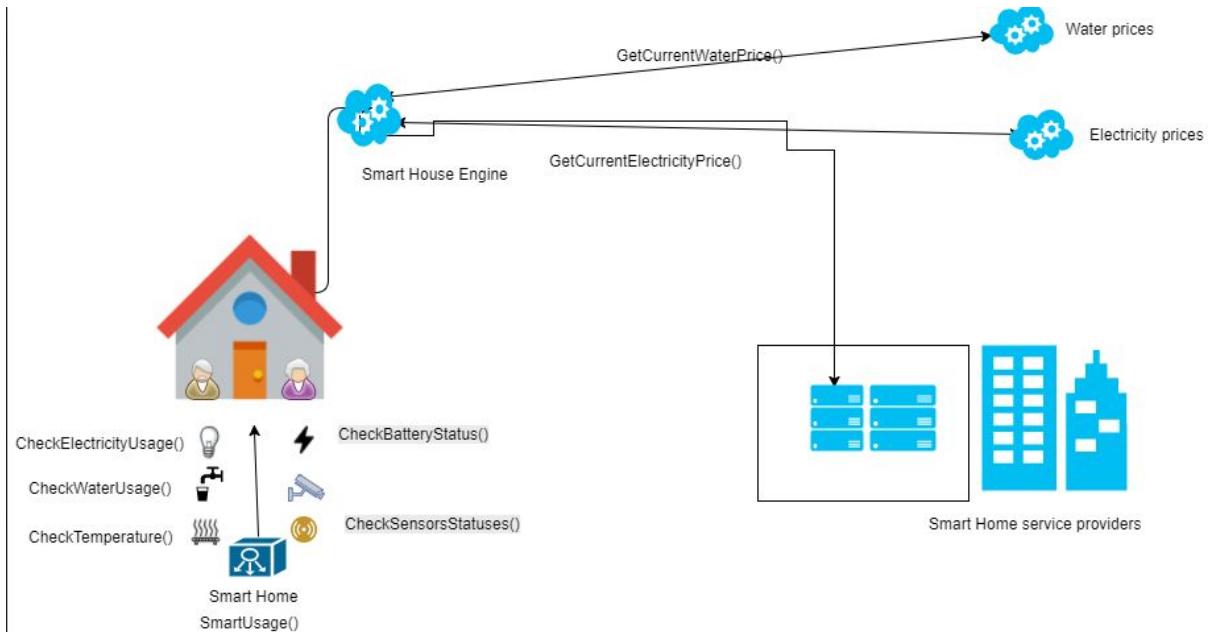 Water prices
GetCurrentWaterPrice()
Electricity prices
GetCurrentElectricityPrice()
Smart House Engine
CheckElectricityUsage()
CheckBatteryStatus()
CheckWaterUsage()
CheckTemperature()
CheckSensorsStatuses()
Smart Home service providers
Smart Home
SmartUsage()